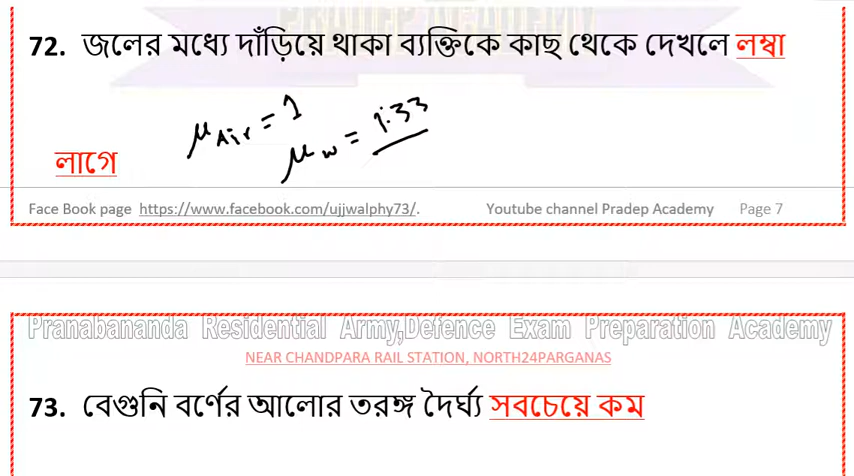 PRADEP ACADEMY
72. জলের মধ্যে দাঁড়িয়ে থাকা ব্যক্তিকে কাছ থেকে দেখলে লম্বা
μAir = 1
μw = 1.33
লাগে
Face Book page https://www.facebook.com/ujjwalphy73/. Youtube channel Pradep Academy Page 7
Pranabananda Residential Army,Defence Exam Preparation Academy
NEAR CHANDPARA RAIL STATION, NORTH24PARGANAS
73. বেগুনি বর্ণের আলোর তরঙ্গ দৈর্ঘ্য সবচেয়ে কম